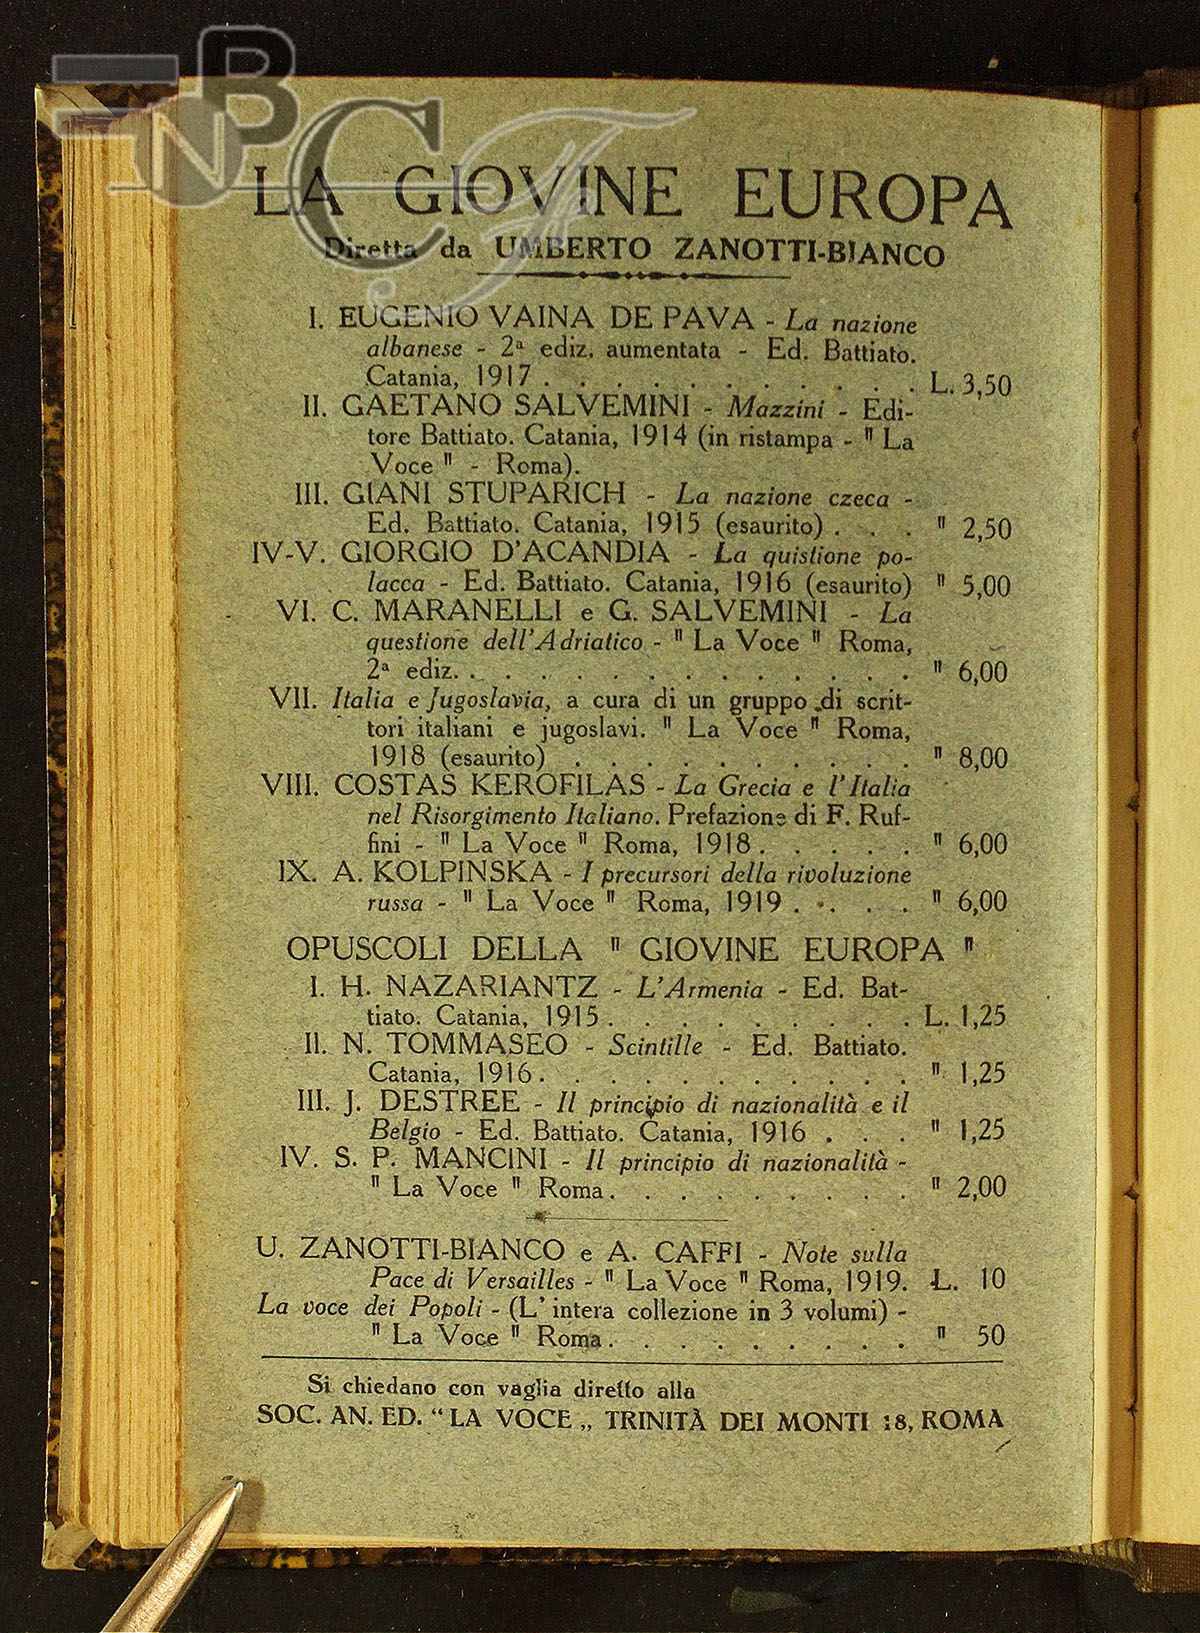 TNBCF
LA GIOVINE EUROPA
Diretta da UMBERTO ZANOTTI-BIANCO
I. EUGENIO VAINA DE PAVA - La nazione
albanese - 2ª ediz. aumentata - Ed. Battiato.
Catania, 1917 . . . . . . . . . . . L. 3,50
II. GAETANO SALVEMINI - Mazzini - Edi-
tore Battiato. Catania, 1914 (in ristampa - " La
Voce " - Roma).
III. GIANI STUPARICH - La nazione czeca -
Ed. Battiato. Catania, 1915 (esaurito) . . . " 2,50
IV-V. GIORGIO D'ACANDIA - La quistione po-
lacca - Ed. Battiato. Catania, 1916 (esaurito) " 5,00
VI. C. MARANELLI e G. SALVEMINI - La
questione dell'Adriatico - " La Voce " Roma,
2ª ediz. . . . . . . . . . . . . . " 6,00
VII. Italia e Jugoslavia, a cura di un gruppo di scrit-
tori italiani e jugoslavi. " La Voce " Roma,
1918 (esaurito) . . . . . . . . . . " 8,00
VIII. COSTAS KEROFILAS - La Grecia e l'Italia
nel Risorgimento Italiano. Prefazione di F. Ruf-
fini - " La Voce " Roma, 1918 . . . . . " 6,00
IX. A. KOLPINSKA - I precursori della rivoluzione
russa - " La Voce " Roma, 1919 . . . . . " 6,00
OPUSCOLI DELLA " GIOVINE EUROPA "
I. H. NAZARIANTZ - L'Armenia - Ed. Bat-
tiato. Catania, 1915 . . . . . . . . . L. 1,25
II. N. TOMMASEO - Scintille - Ed. Battiato.
Catania, 1916 . . . . . . . . . . . " 1,25
III. J. DESTREE - Il principio di nazionalità e il
Belgio - Ed. Battiato. Catania, 1916 . . . " 1,25
IV. S. P. MANCINI - Il principio di nazionalità -
" La Voce " Roma . . . . . . . . . " 2,00
U. ZANOTTI-BIANCO e A. CAFFI - Note sulla
Pace di Versailles - " La Voce " Roma, 1919. L. 10
La voce dei Popoli - (L'intera collezione in 3 volumi) -
" La Voce " Roma . . . . . . . . . " 50
Si chiedano con vaglia diretto alla
SOC. AN. ED. “ LA VOCE „ TRINITÀ DEI MONTI 18, ROMA